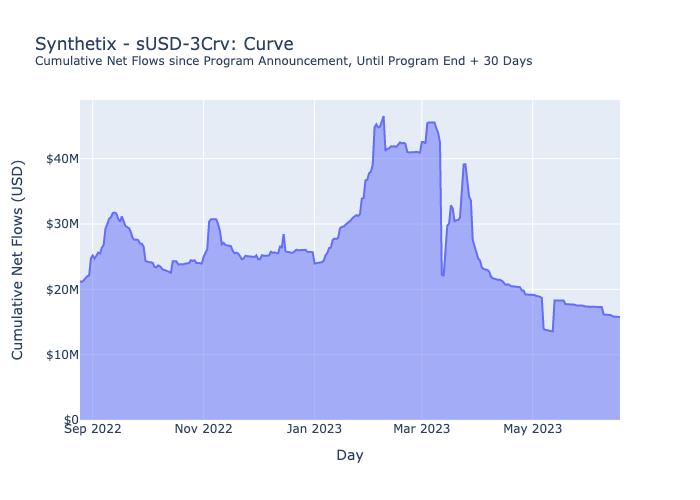 Synthetix - sUSD-3Crv: Curve
Cumulative Net Flows since Program Announcement, Until Program End + 30 Days
Cumulative Net Flows (USD)
$40M
$30M
$20M
$10M
$0
Sep 2022
Nov 2022
Jan 2023
Mar 2023
May 2023
Day